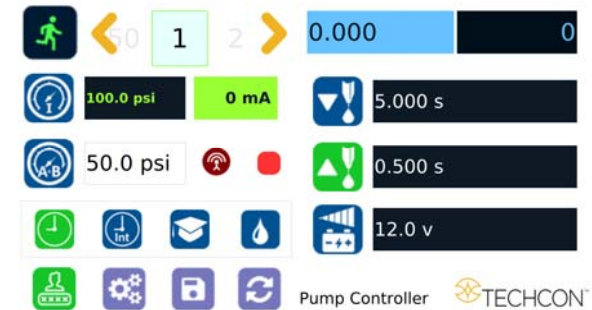 50 1 2 0.000 0
I 100.0 psi 0 mA 5.000 s
A-B 50.0 psi 0.500 s
Int 12.0 v
Pump Controller TECHCON